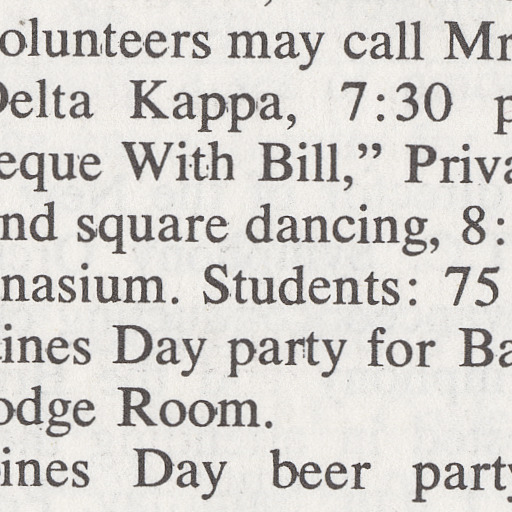 olunteers may call Mr
Delta Kappa, 7:30 p
eque With Bill,” Priva
nd square dancing, 8:
nasium. Students: 75
ines Day party for Ba
odge Room.
ines Day beer party